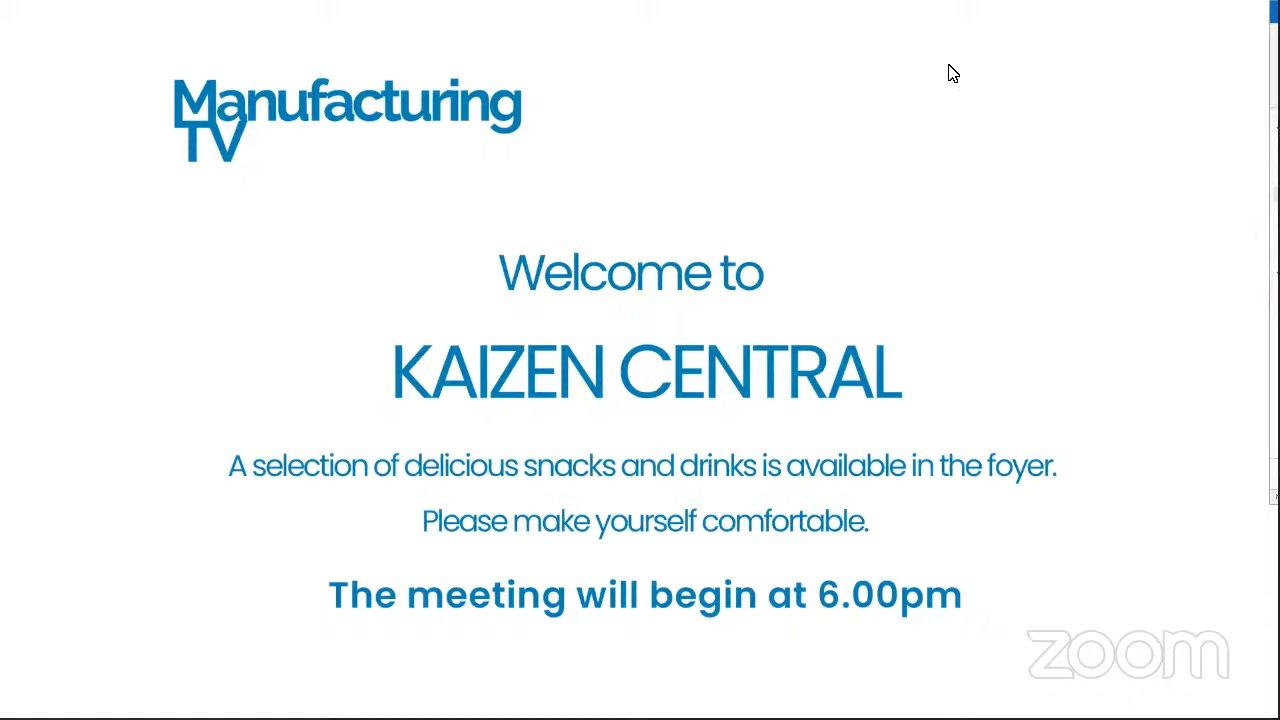 Manufacturing
TV
Welcome to
KAIZEN CENTRAL
A selection of delicious snacks and drinks is available in the foyer.
Please make yourself comfortable.
The meeting will begin at 6.00pm
zoom